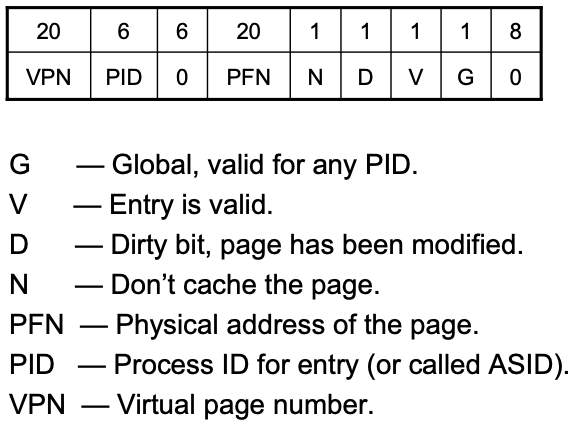 20 6 6 20 1 1 1 1 8
VPN PID 0 PFN N D V G 0
G — Global, valid for any PID.
V — Entry is valid.
D — Dirty bit, page has been modified.
N — Don’t cache the page.
PFN — Physical address of the page.
PID — Process ID for entry (or called ASID).
VPN — Virtual page number.